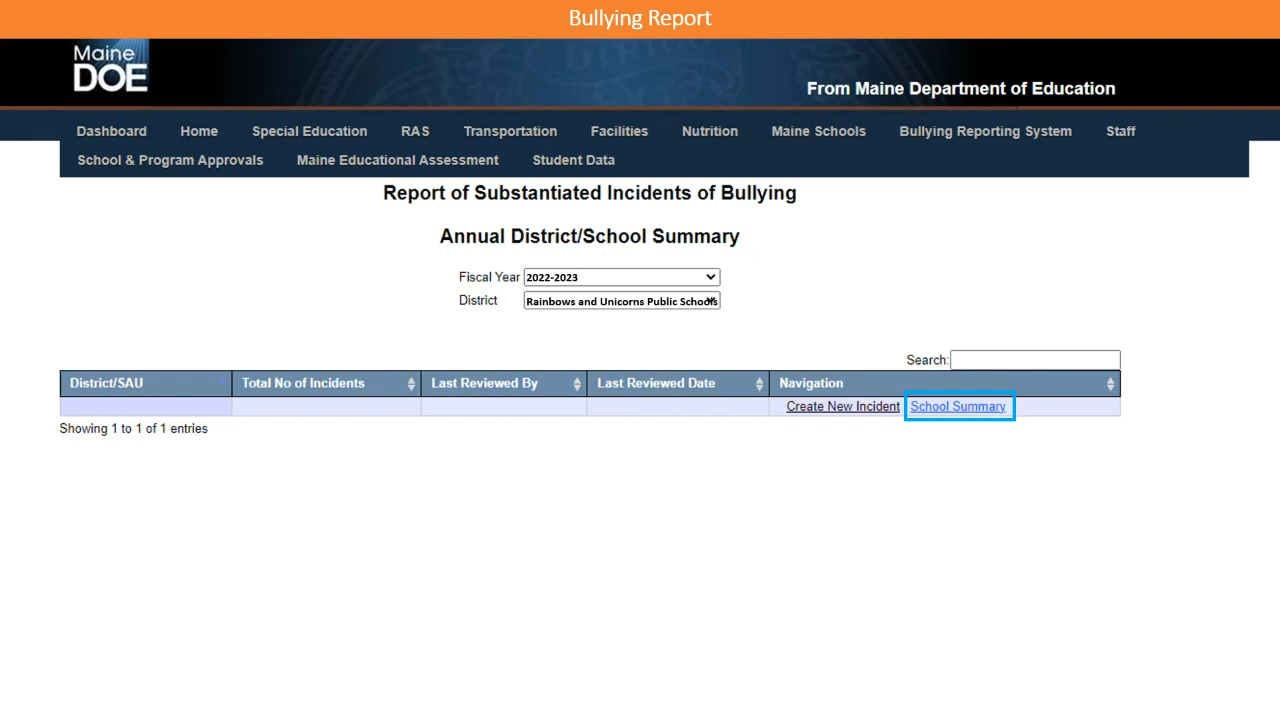 Bullying Report
Maine
DOE
From Maine Department of Education
Dashboard Home Special Education RAS Transportation Facilities Nutrition Maine Schools Bullying Reporting System Staff
School & Program Approvals Maine Educational Assessment Student Data
Report of Substantiated Incidents of Bullying
Annual District/School Summary
Fiscal Year 2022-2023
District Rainbows and Unicorns Public Schools
Search:
District/SAU Total No of Incidents Last Reviewed By Last Reviewed Date Navigation
Create New Incident School Summary
Showing 1 to 1 of 1 entries